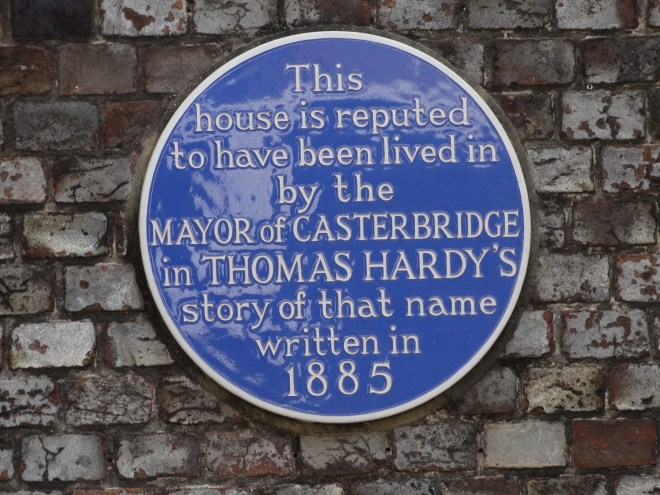 This
house is reputed
to have been lived in
by the
MAYOR of CASTERBRIDGE
in THOMAS HARDY'S
story of that name
written in
1885